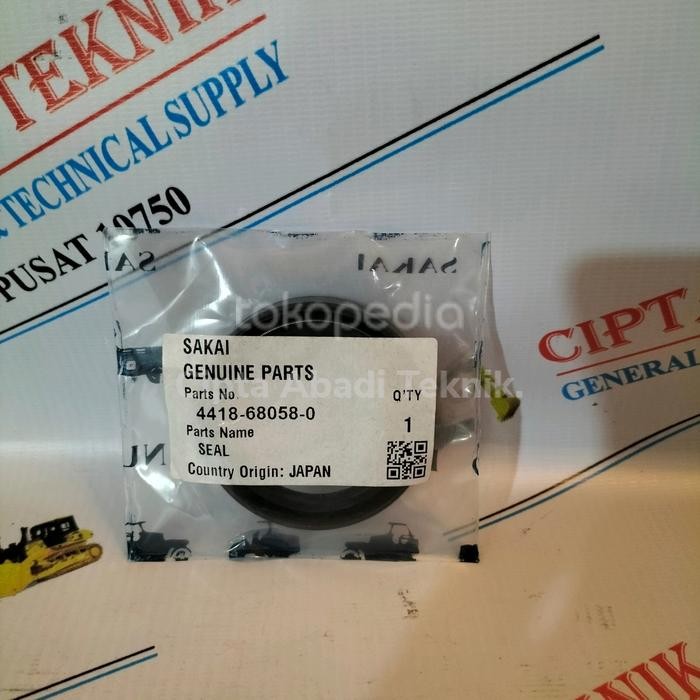 TEKNIK
TECHNICAL SUPPLY
PUSAT 10750
SAKAI
SAKAI
tokopedia
SAKAI
GENUINE PARTS
Cipta Abadi Teknik.
Parts No.
Q'TY
4418-68058-0
1
Parts Name
SEAL
Country Origin: JAPAN
CIPT
GENERAL